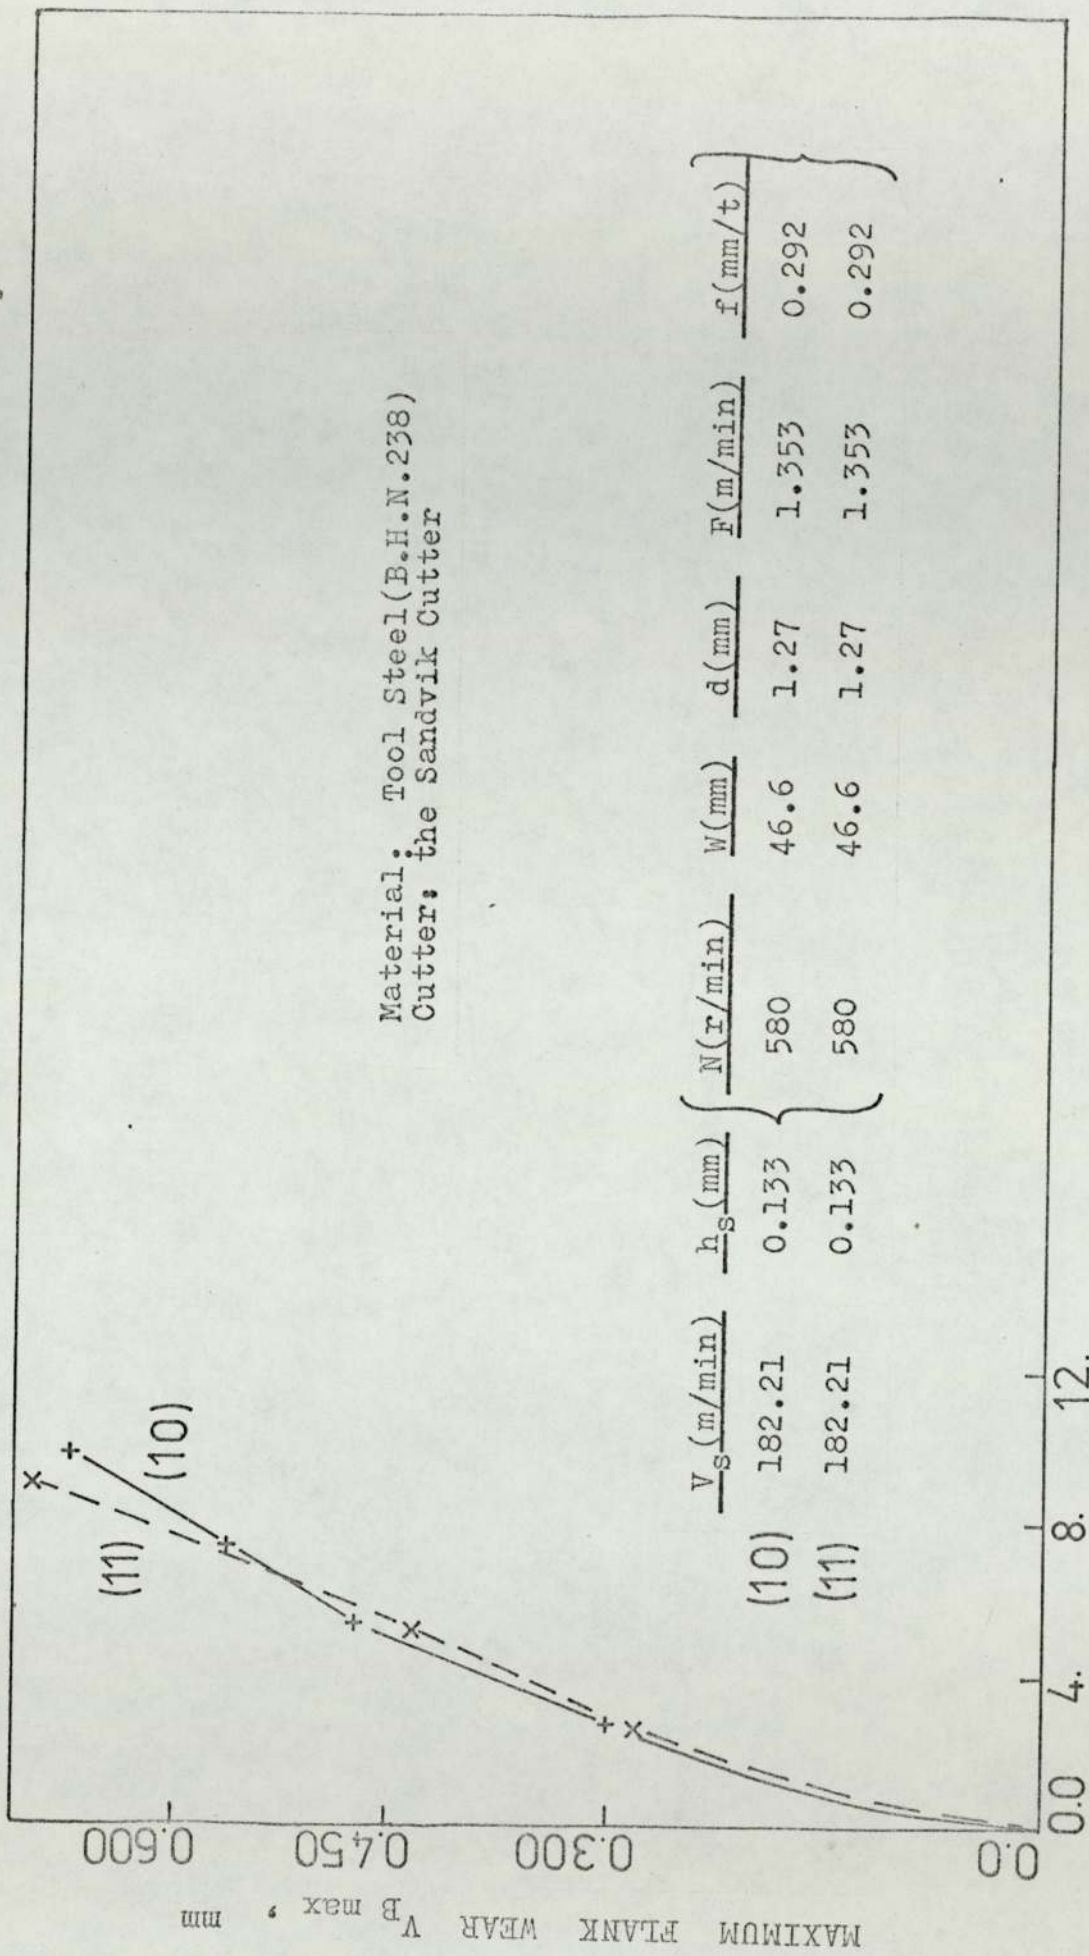 MAXIMUM FLANK WEAR VB max , mm
0.600
0.450
0.300
0.0
(11)
(10)
Material: Tool Steel(B.H.N.238)
Cutter: the Sandvik Cutter
Vs(m/min) hs(mm) N(r/min) W(mm) d(mm) F(m/min) f(mm/t)
(10) 182.21 0.133 580 46.6 1.27 1.353 0.292
(11) 182.21 0.133 580 46.6 1.27 1.353 0.292
0.0 4. 8. 12.